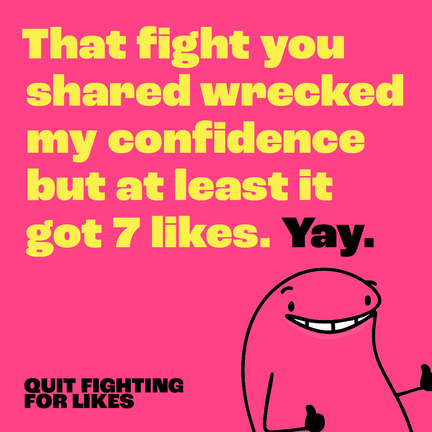 That fight you
shared wrecked
my confidence
but at least it
got 7 likes. Yay.
QUIT FIGHTING
FOR LIKES